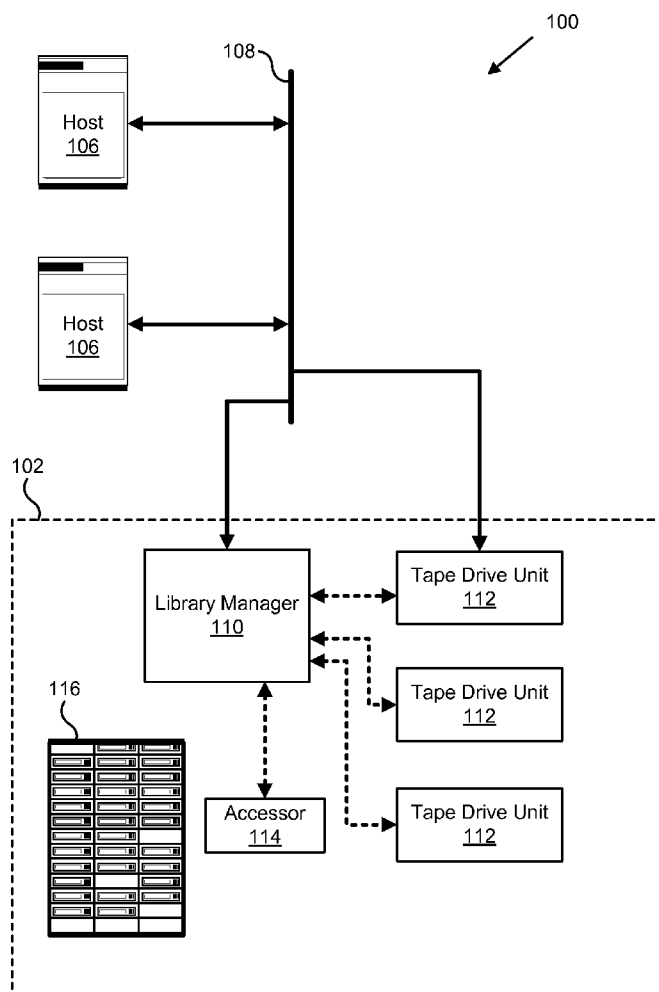 100
108
Host
106
Host
106
102
Library Manager
110
Tape Drive Unit
112
Tape Drive Unit
112
116
Accessor
114
Tape Drive Unit
112